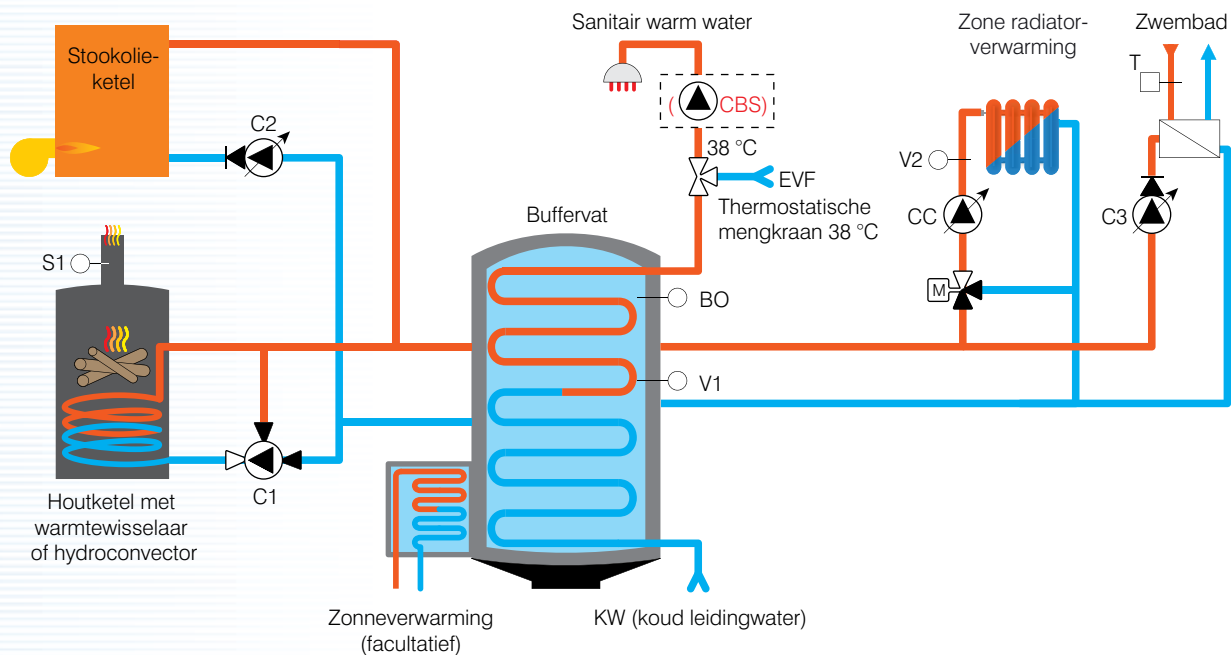 Sanitair warm water
Zone radiator-
verwarming
Zwembad
Stookolie-
ketel
T
( CBS)
C2
38 °C
V2
EVF
Thermostatische
mengkraan 38 °C
CC
C3
Buffervat
S1
M
BO
V1
C1
Houtketel met
warmtewisselaar
of hydroconvector
Zonneverwarming
(facultatief)
KW (koud leidingwater)